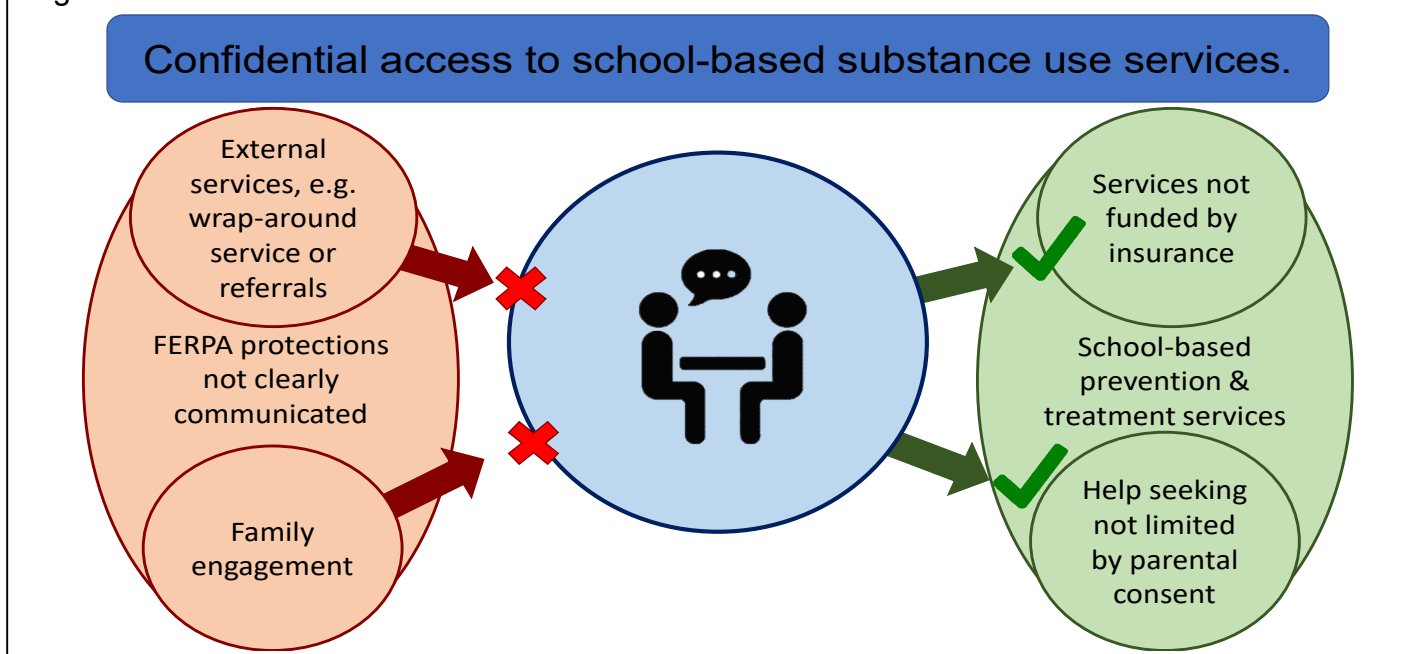 Confidential access to school-based substance use services.
External
services, e.g.
wrap-around
service or
referrals
FERPA protections
not clearly
communicated
Family
engagement
Services not
funded by
insurance
School-based
prevention &
treatment services
Help seeking
not limited
by parental
consent